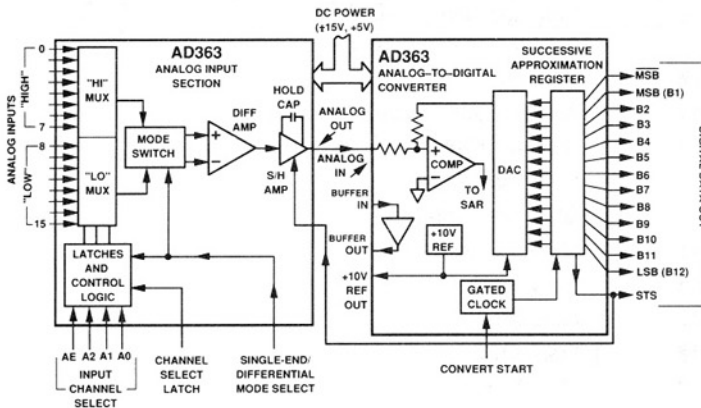 DC POWER
(±15V, +5V)
AD363
ANALOG INPUT
SECTION
0
7
8
15
"HIGH"
"LOW"
ANALOG INPUTS
"HI"
MUX
"LO"
MUX
MODE
SWITCH
DIFF
AMP
HOLD
CAP
S/H
AMP
LATCHES
AND
CONTROL
LOGIC
AE A2 A1 A0
INPUT
CHANNEL
SELECT
CHANNEL
SELECT
LATCH
SINGLE-END/
DIFFERENTIAL
MODE SELECT
ANALOG
OUT
ANALOG
IN
AD363
ANALOG-TO-DIGITAL
CONVERTER
SUCCESSIVE
APPROXIMATION
REGISTER
COMP
TO
SAR
DAC
BUFFER
IN
BUFFER
OUT
+10V
REF
+10V
REF
OUT
GATED
CLOCK
CONVERT START
MSB
MSB (B1)
B2
B3
B4
B5
B6
B7
B8
B9
B10
B11
LSB (B12)
STS